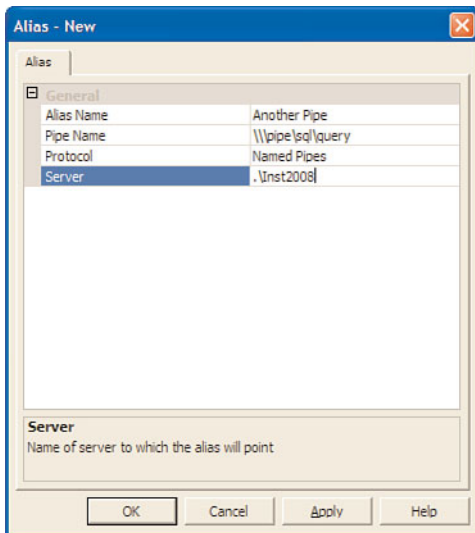 Alias - New
Alias
General
Alias Name Another Pipe
Pipe Name \\\pipe\sql\query
Protocol Named Pipes
Server .\Inst2008
Server
Name of server to which the alias will point
OK Cancel Apply Help